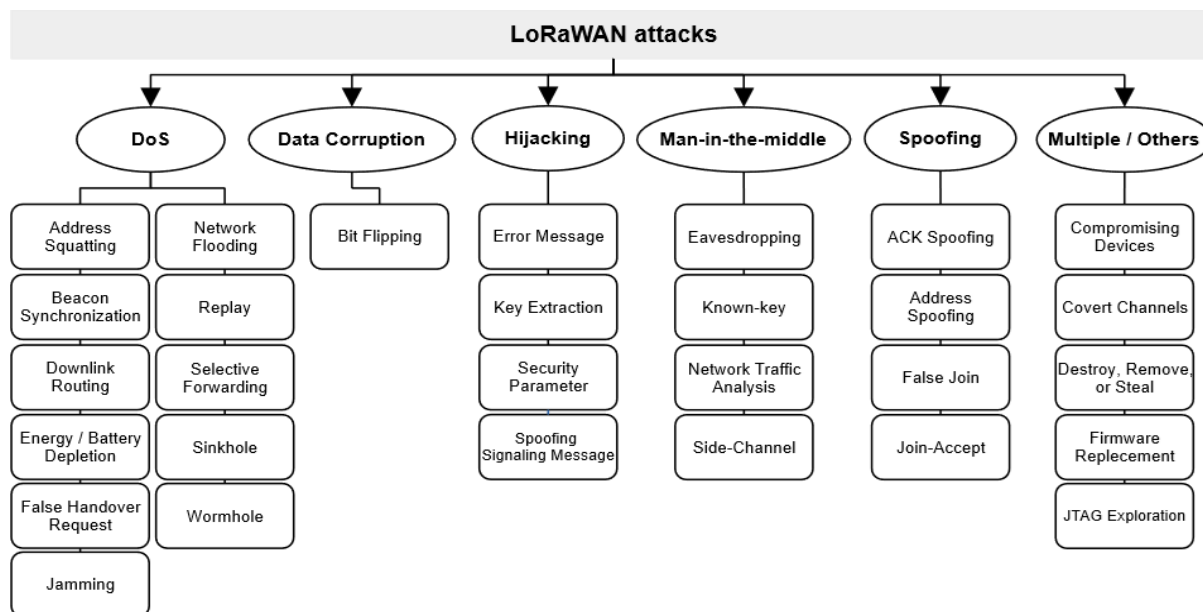 LoRaWAN attacks
DoS
Data Corruption
Hijacking
Man-in-the-middle
Spoofing
Multiple / Others
Address
Squatting
Beacon
Synchronization
Downlink
Routing
Energy / Battery
Depletion
False Handover
Request
Jamming
Network
Flooding
Replay
Selective
Forwarding
Sinkhole
Wormhole
Bit Flipping
Error Message
Key Extraction
Security
Parameter
Spoofing
Signaling Message
Eavesdropping
Known-key
Network Traffic
Analysis
Side-Channel
ACK Spoofing
Address
Spoofing
False Join
Join-Accept
Compromising
Devices
Covert Channels
Destroy, Remove,
or Steal
Firmware
Replecement
JTAG Exploration